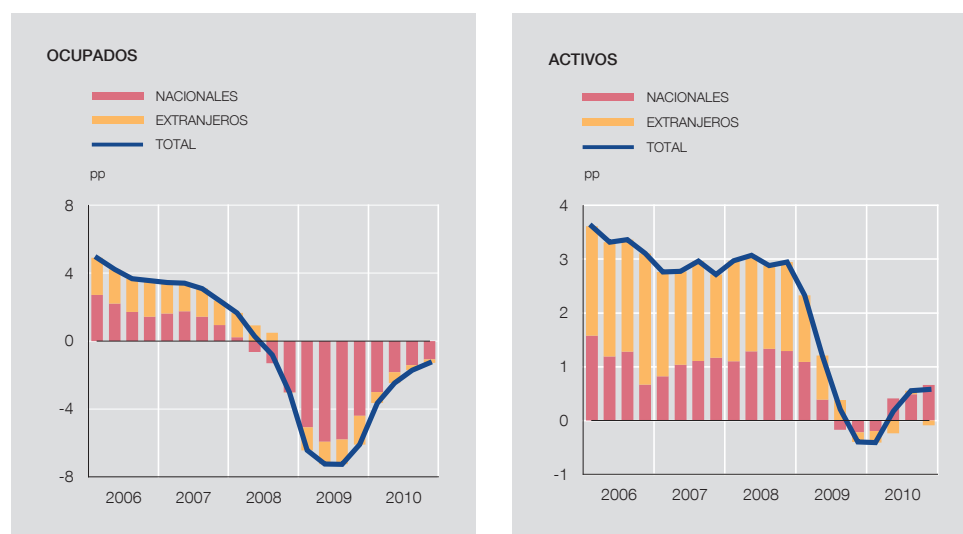 OCUPADOS
NACIONALES
EXTRANJEROS
TOTAL
pp
8
4
0
-4
-8
2006 2007 2008 2009 2010
ACTIVOS
NACIONALES
EXTRANJEROS
TOTAL
pp
4
3
2
1
0
-1
2006 2007 2008 2009 2010